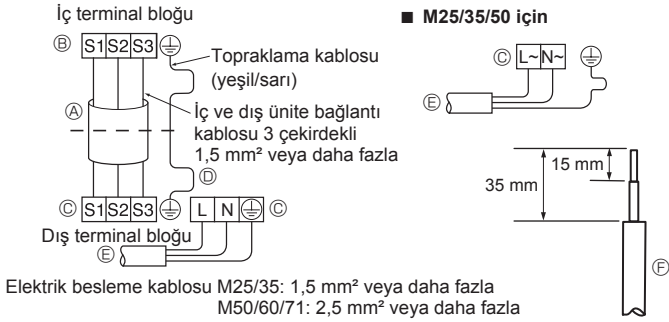 İç terminal bloğu
Ⓑ S1 S2 S3
Topraklama kablosu
(yeşil/sarı)
Ⓐ
İç ve dış ünite bağlantı
kablosu 3 çekirdekli
1,5 mm² veya daha fazla
Ⓓ
Ⓒ S1 S2 S3 L N Ⓒ
Dış terminal bloğu
Ⓔ
Elektrik besleme kablosu M25/35: 1,5 mm² veya daha fazla
M50/60/71: 2,5 mm² veya daha fazla
■ M25/35/50 için
Ⓒ L~ N~
Ⓔ
15 mm
35 mm
Ⓕ